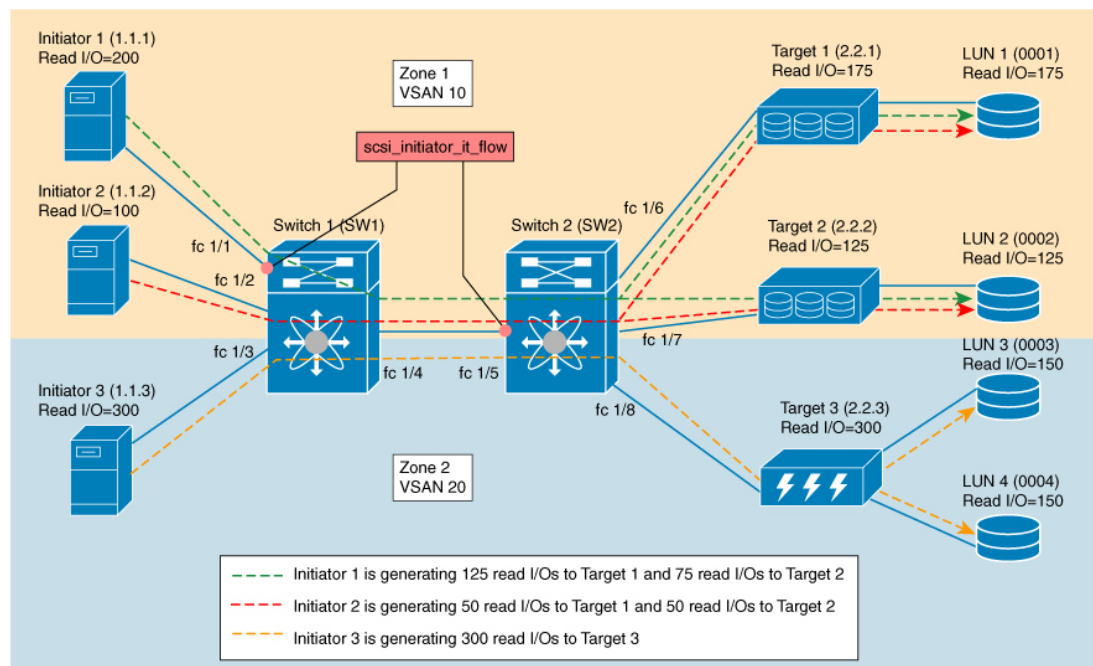 Initiator 1 (1.1.1)
Read I/O=200
Zone 1
VSAN 10
Target 1 (2.2.1)
Read I/O=175
LUN 1 (0001)
Read I/O=175
scsi_initiator_it_flow
Initiator 2 (1.1.2)
Read I/O=100
fc 1/1
fc 1/2
Switch 1 (SW1)
Switch 2 (SW2)
fc 1/6
Target 2 (2.2.2)
Read I/O=125
LUN 2 (0002)
Read I/O=125
fc 1/3
fc 1/4
fc 1/5
fc 1/7
fc 1/8
Initiator 3 (1.1.3)
Read I/O=300
Zone 2
VSAN 20
Target 3 (2.2.3)
Read I/O=300
LUN 3 (0003)
Read I/O=150
LUN 4 (0004)
Read I/O=150
Initiator 1 is generating 125 read I/Os to Target 1 and 75 read I/Os to Target 2
Initiator 2 is generating 50 read I/Os to Target 1 and 50 read I/Os to Target 2
Initiator 3 is generating 300 read I/Os to Target 3